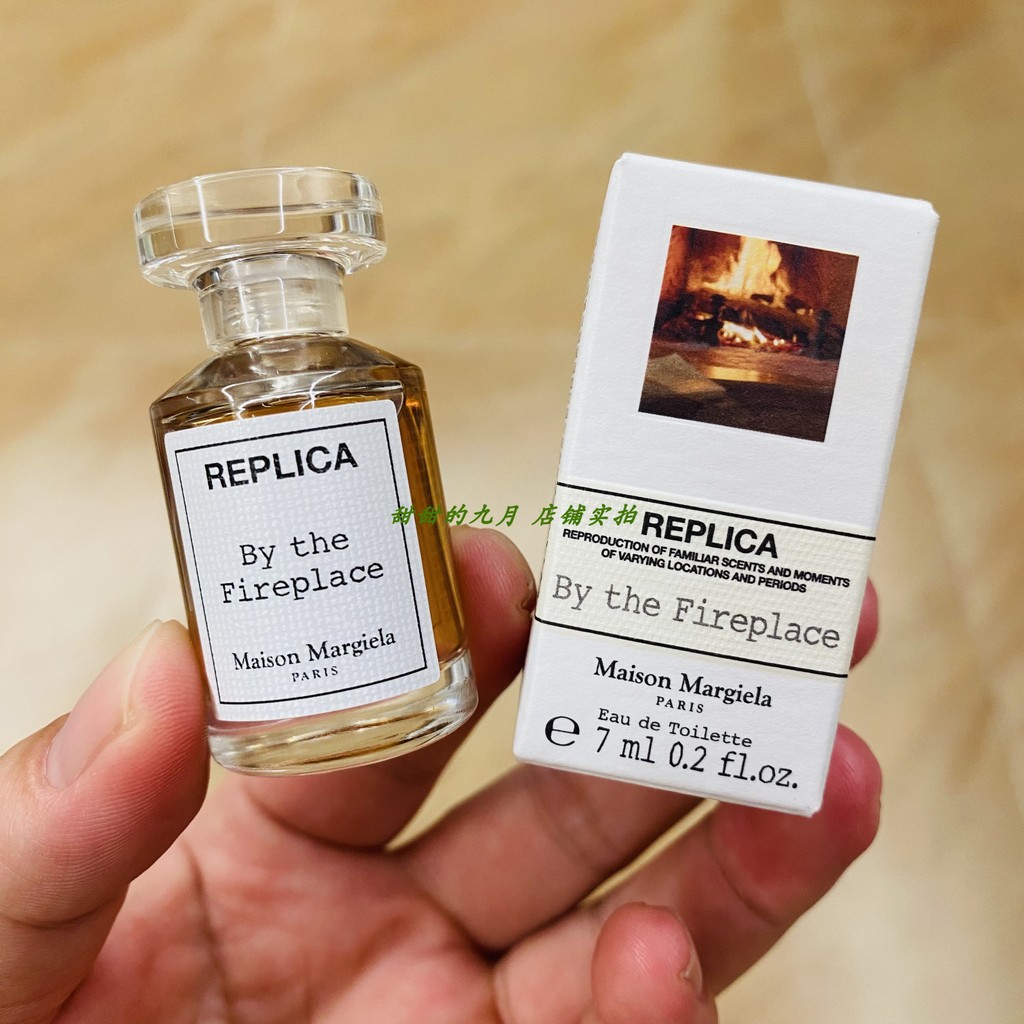 REPLICA
By the
Fireplace
Maison Margiela
PARIS
甜甜的九月 店铺实拍
REPLICA
REPRODUCTION OF FAMILIAR SCENTS AND MOMENTS
OF VARYING LOCATIONS AND PERIODS
By the Fireplace
Maison Margiela
PARIS
Eau de Toilette
℮ 7 ml 0.2 fl.oz.